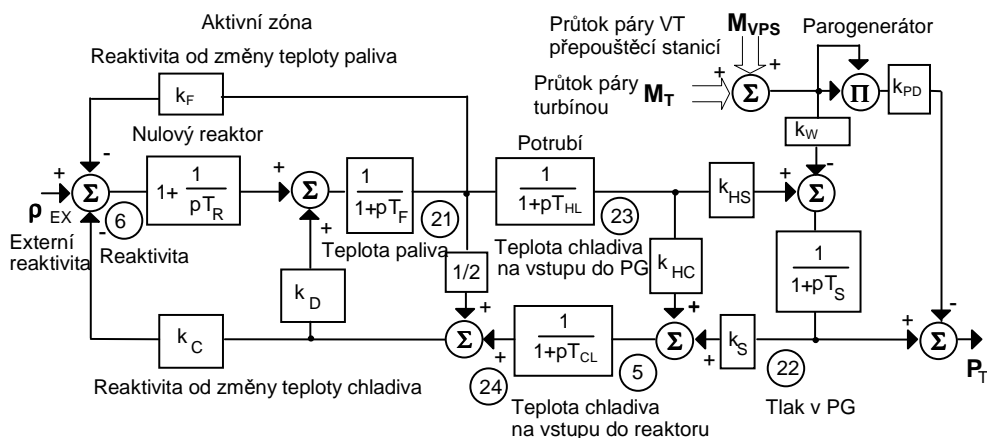 Aktivní zóna
Reaktivita od změny teploty paliva
k_F
Nulový reaktor
Průtok páry VT
přepouštěcí stanicí
M_VPS
Parogenerátor
Průtok páry
turbínou
M_T
+
+
Σ
Π
k_PD
k_W
Potrubí
-
+
Σ
ρ_EX
Externí
reaktivita
-
6
Reaktivita
1+ 1/pT_R
+
Σ
+
1/1+pT_F
21
Teplota paliva
1/1+pT_HL
23
Teplota chladiva
na vstupu do PG
k_HS
+
-
Σ
1/1+pT_S
k_D
1/2
k_HC
k_C
Reaktivita od změny teploty chladiva
+
Σ
+
24
1/1+pT_CL
5
Teplota chladiva
na vstupu do reaktoru
+
Σ
+
k_S
22
Tlak v PG
+
-
Σ
P_T